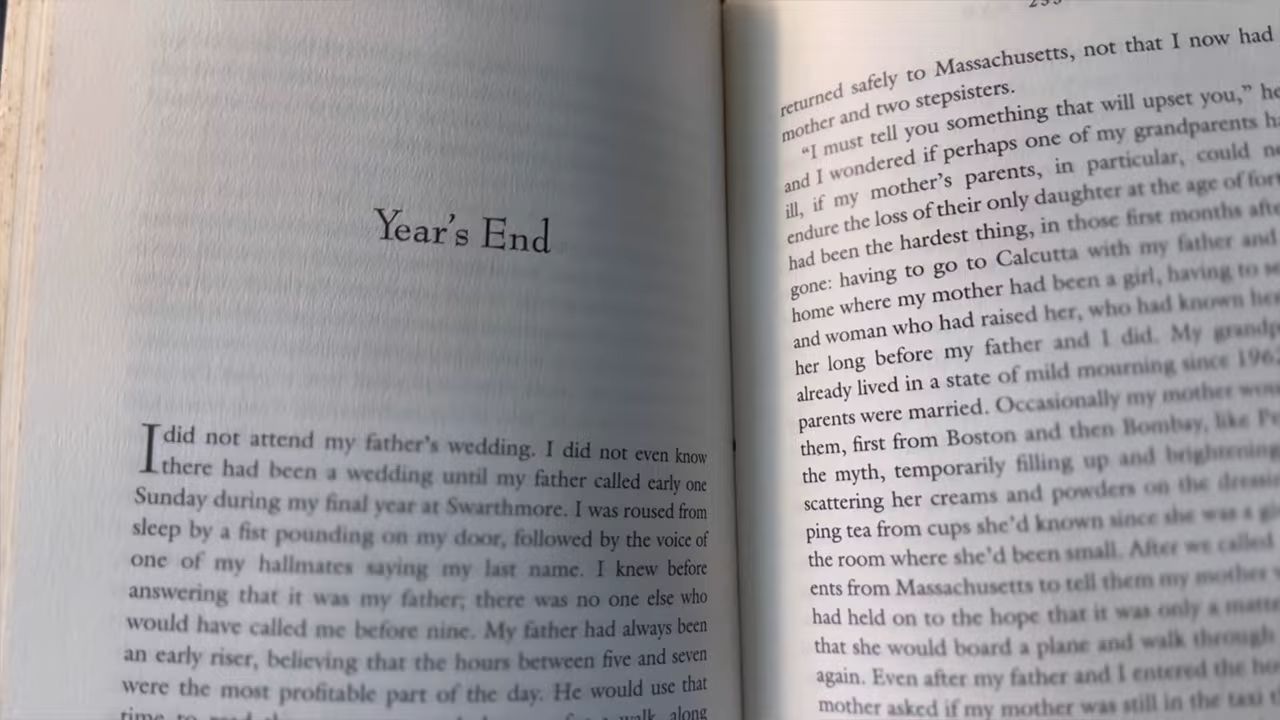 Year's End
I did not attend my father's wedding. I did not even know
there had been a wedding until my father called early one
Sunday during my final year at Swarthmore. I was roused from
sleep by a fist pounding on my door, followed by the voice of
one of my hallmates saying my last name. I knew before
answering that it was my father; there was no one else who
would have called me before nine. My father had always been
an early riser, believing that the hours between five and seven
were the most profitable part of the day. He would use that
time to walk along
returned safely to Massachusetts, not that I now had
mother and two stepsisters.
“I must tell you something that will upset you,” he
and I wondered if perhaps one of my grandparents
ill, if my mother's parents, in particular, could
endure the loss of their only daughter at the age of
had been the hardest thing, in those first months
gone: having to go to Calcutta with my father and
home where my mother had been a girl, having to
and woman who had raised her, who had known her
her long before my father and I did. My
already lived in a state of mild mourning since
parents were married. Occasionally my mother
them, first from Boston and then Bombay, like
the myth, temporarily filling up and brightening
scattering her creams and powders on the
ping tea from cups she'd known since she was a
the room where she'd been small. After we called
ents from Massachusetts to tell them my mother
had held on to the hope that it was only a
that she would board a plane and walk through
again. Even after my father and I entered the
mother asked if my mother was still in the taxi